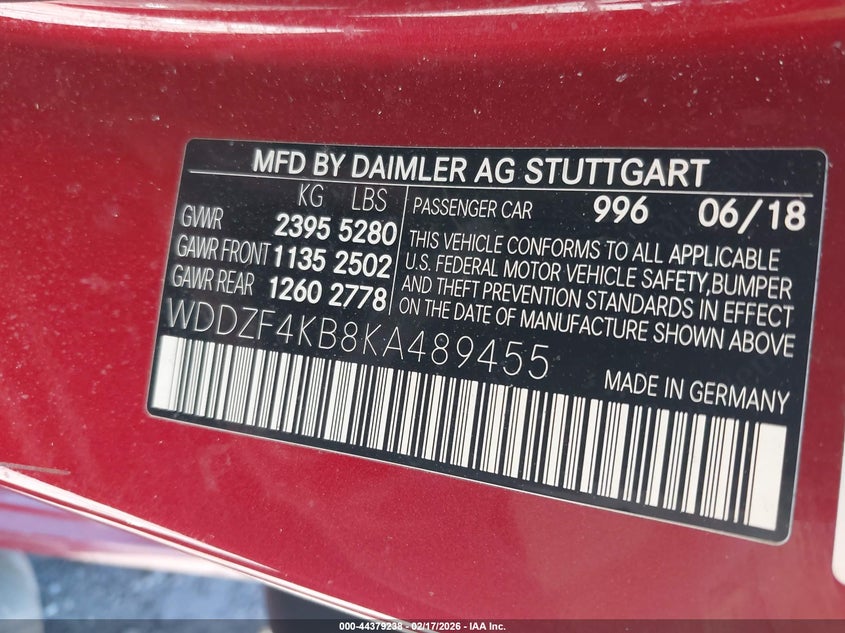 MFD BY DAIMLER AG STUTTGART
KG LBS
GVWR 2395 5280
GAWR FRONT 1135 2502
GAWR REAR 1260 2778
PASSENGER CAR 996 06/18
THIS VEHICLE CONFORMS TO ALL APPLICABLE
U.S. FEDERAL MOTOR VEHICLE SAFETY, BUMPER
AND THEFT PREVENTION STANDARDS IN EFFECT
ON THE DATE OF MANUFACTURE SHOWN ABOVE
WDDZF4KB8KA489455
MADE IN GERMANY
000-44379238 - 02/17/2026 - IAA Inc.